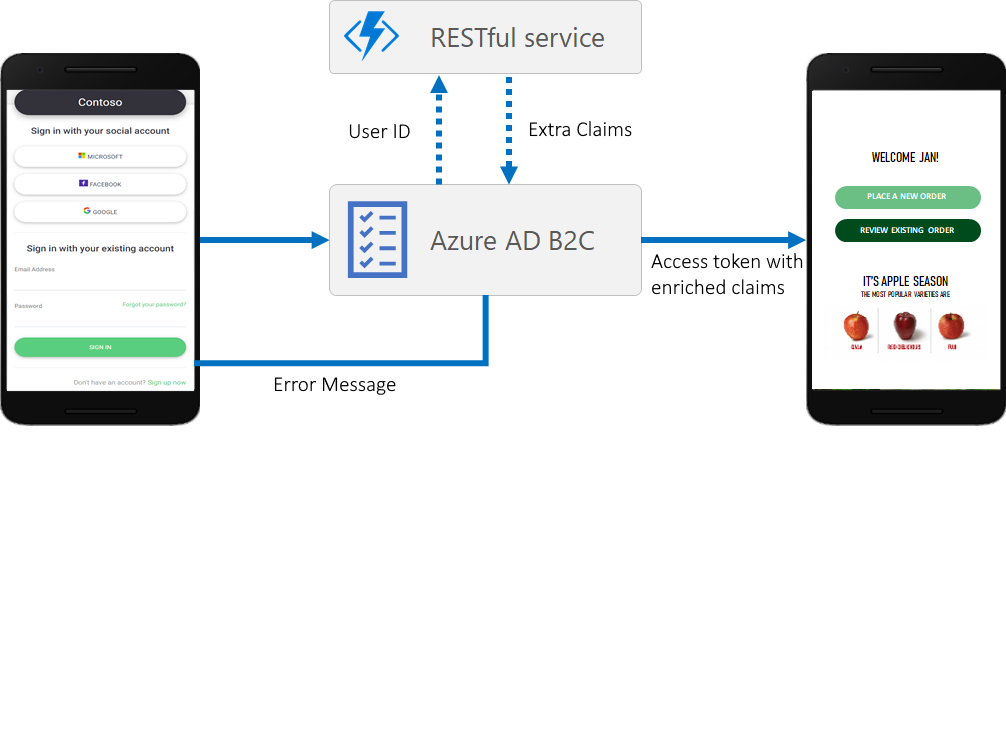 RESTful service
User ID
Extra Claims
Contoso
Sign in with your social account
MICROSOFT
FACEBOOK
GOOGLE
Sign in with your existing account
Email Address
Password
Forgot your password?
SIGN IN
Don't have an account? Sign up now
Azure AD B2C
Error Message
Access token with
enriched claims
WELCOME JAN!
PLACE A NEW ORDER
REVIEW EXISTING ORDER
IT'S APPLE SEASON
THE MOST POPULAR VARIETIES ARE
GALA
RED DELICIOUS
FUJI